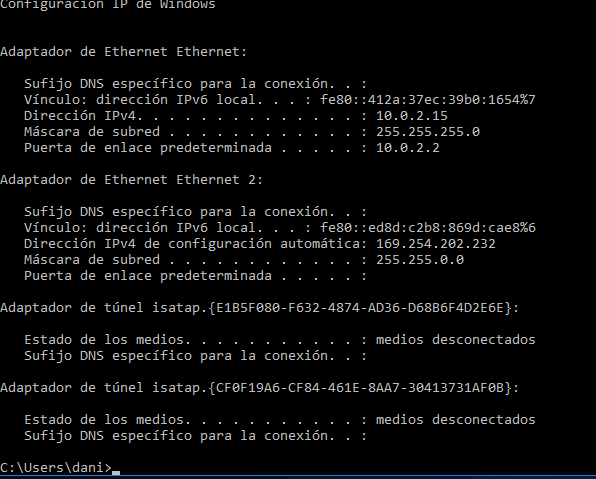 Configuración IP de Windows
Adaptador de Ethernet Ethernet:
Sufijo DNS específico para la conexión. . :
Vínculo: dirección IPv6 local. . . : fe80::412a:37ec:39b0:1654%7
Dirección IPv4. . . . . . . . . . . . . . : 10.0.2.15
Máscara de subred . . . . . . . . . . . . : 255.255.255.0
Puerta de enlace predeterminada . . . . . : 10.0.2.2
Adaptador de Ethernet Ethernet 2:
Sufijo DNS específico para la conexión. . :
Vínculo: dirección IPv6 local. . . : fe80::ed8d:c2b8:869d:cae8%6
Dirección IPv4 de configuración automática: 169.254.202.232
Máscara de subred . . . . . . . . . . . . : 255.255.0.0
Puerta de enlace predeterminada . . . . . :
Adaptador de túnel isatap.{E1B5F080-F632-4874-AD36-D68B6F4D2E6E}:
Estado de los medios. . . . . . . . . . . : medios desconectados
Sufijo DNS específico para la conexión. . :
Adaptador de túnel isatap.{CF0F19A6-CF84-461E-8AA7-30413731AF0B}:
Estado de los medios. . . . . . . . . . . : medios desconectados
Sufijo DNS específico para la conexión. . :
C:\Users\dani>